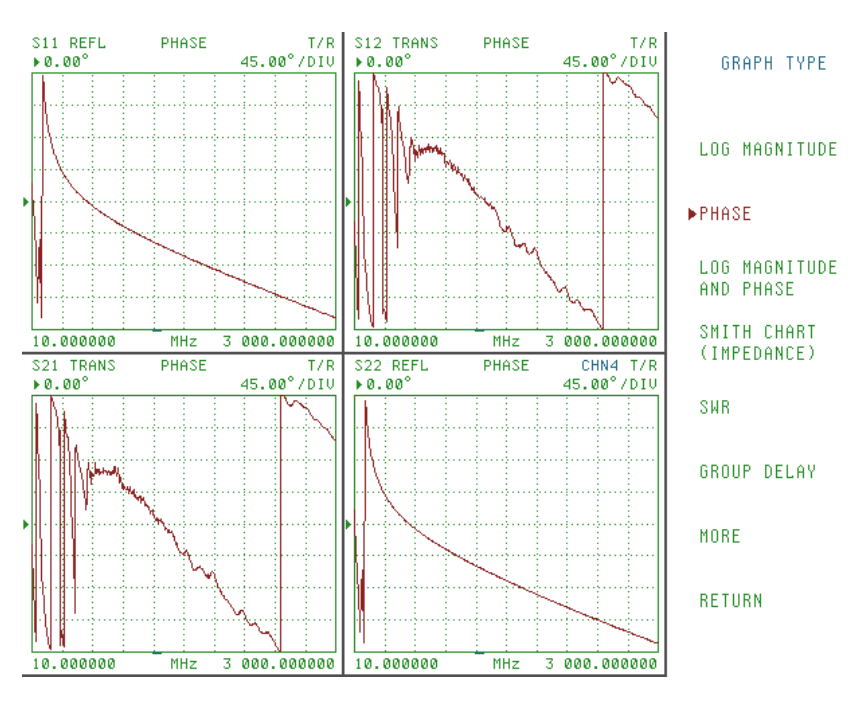 S11 REFL PHASE T/R
▶0.00° 45.00°/DIV
10.000000 MHz 3 000.000000
S12 TRANS PHASE T/R
▶0.00° 45.00°/DIV
10.000000 MHz 3 000.000000
S21 TRANS PHASE T/R
▶0.00° 45.00°/DIV
10.000000 MHz 3 000.000000
S22 REFL PHASE CHN4 T/R
▶0.00° 45.00°/DIV
10.000000 MHz 3 000.000000
GRAPH TYPE
LOG MAGNITUDE
▶PHASE
LOG MAGNITUDE
AND PHASE
SMITH CHART
(IMPEDANCE)
SWR
GROUP DELAY
MORE
RETURN